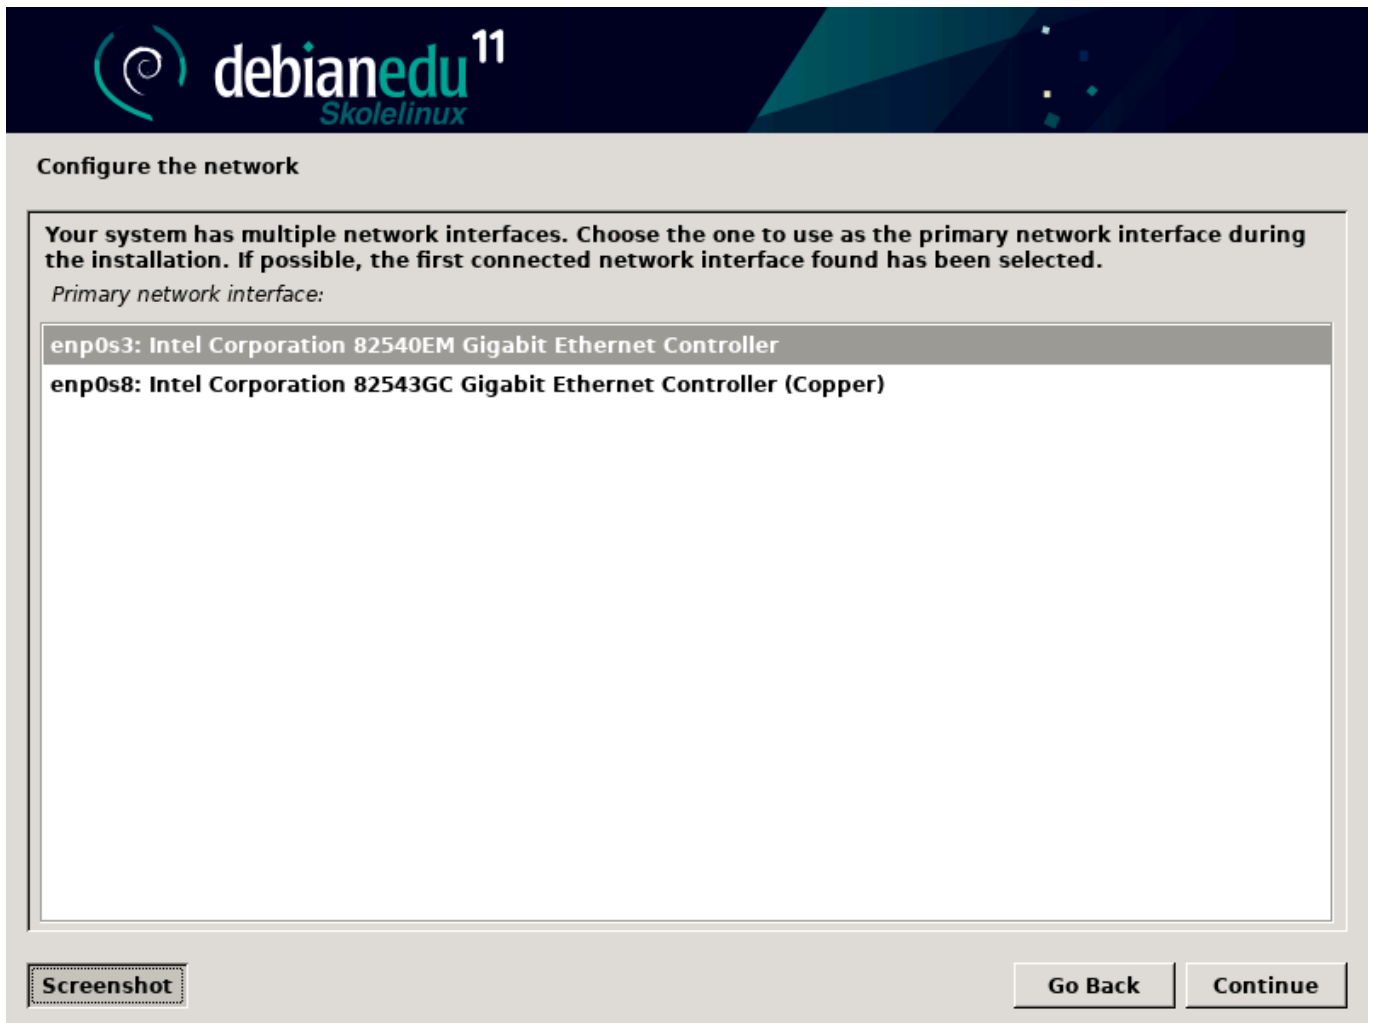 debianedu 11
Skolelinux
Configure the network
Your system has multiple network interfaces. Choose the one to use as the primary network interface during
the installation. If possible, the first connected network interface found has been selected.
Primary network interface:
enp0s3: Intel Corporation 82540EM Gigabit Ethernet Controller
enp0s8: Intel Corporation 82543GC Gigabit Ethernet Controller (Copper)
Screenshot
Go Back
Continue